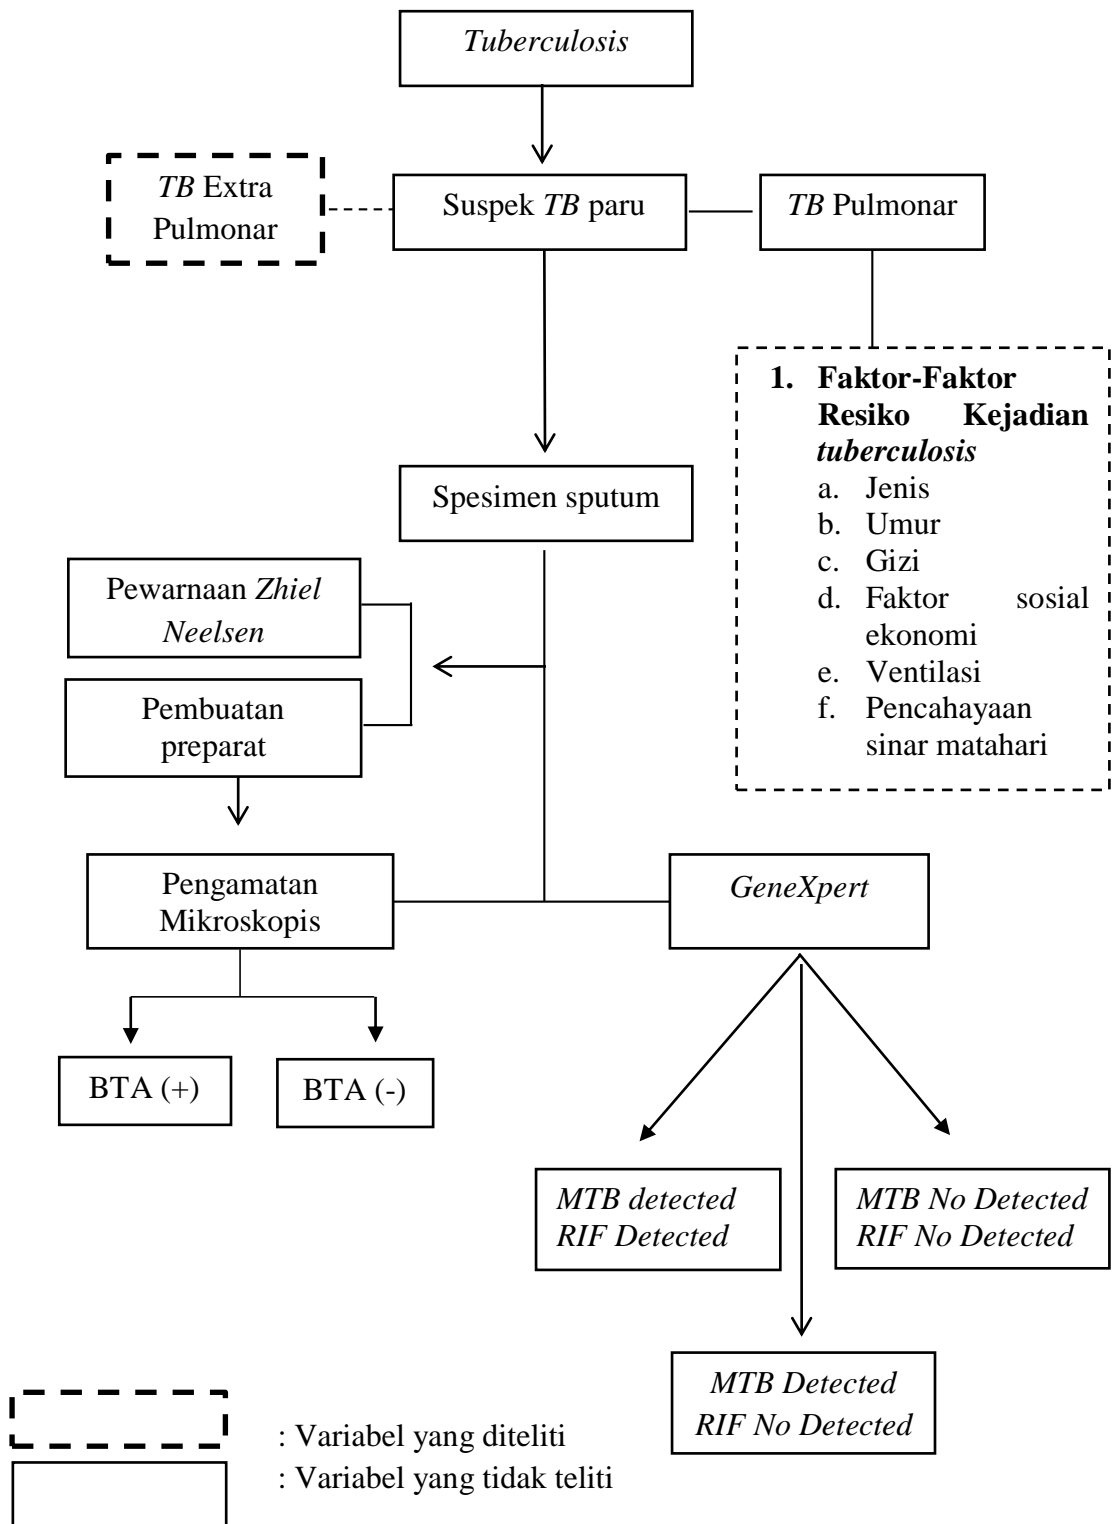 Tuberculosis
TB Extra
Pulmonar
Suspek TB paru
TB Pulmonar
1. Faktor-Faktor
Resiko Kejadian
tuberculosis
a. Jenis
b. Umur
c. Gizi
d. Faktor sosial
ekonomi
e. Ventilasi
f. Pencahayaan
sinar matahari
Spesimen sputum
Pewarnaan Zhiel
Neelsen
Pembuatan
preparat
Pengamatan
Mikroskopis
GeneXpert
BTA (+)
BTA (-)
MTB detected
RIF Detected
MTB No Detected
RIF No Detected
MTB Detected
RIF No Detected
: Variabel yang diteliti
: Variabel yang tidak teliti